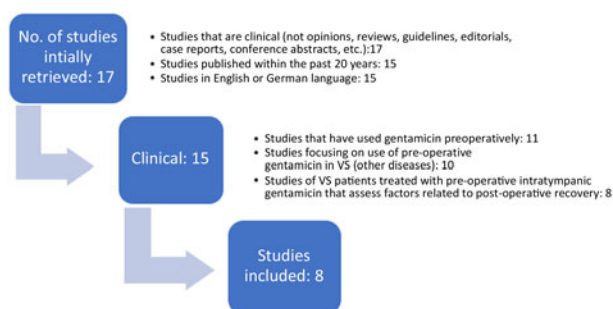 No. of studies
intially
retrieved: 17
• Studies that are clinical (not opinions, reviews, guidelines, editorials,
case reports, conference abstracts, etc.):17
• Studies published within the past 20 years: 15
• Studies in English or German language: 15
Clinical: 15
• Studies that have used gentamicin preoperatively: 11
• Studies focusing on use of pre-operative
gentamicin in VS (other diseases): 10
• Studies of VS patients treated with pre-operative intratympanic
gentamicin that assess factors related to post-operative recovery: 8
Studies
included: 8